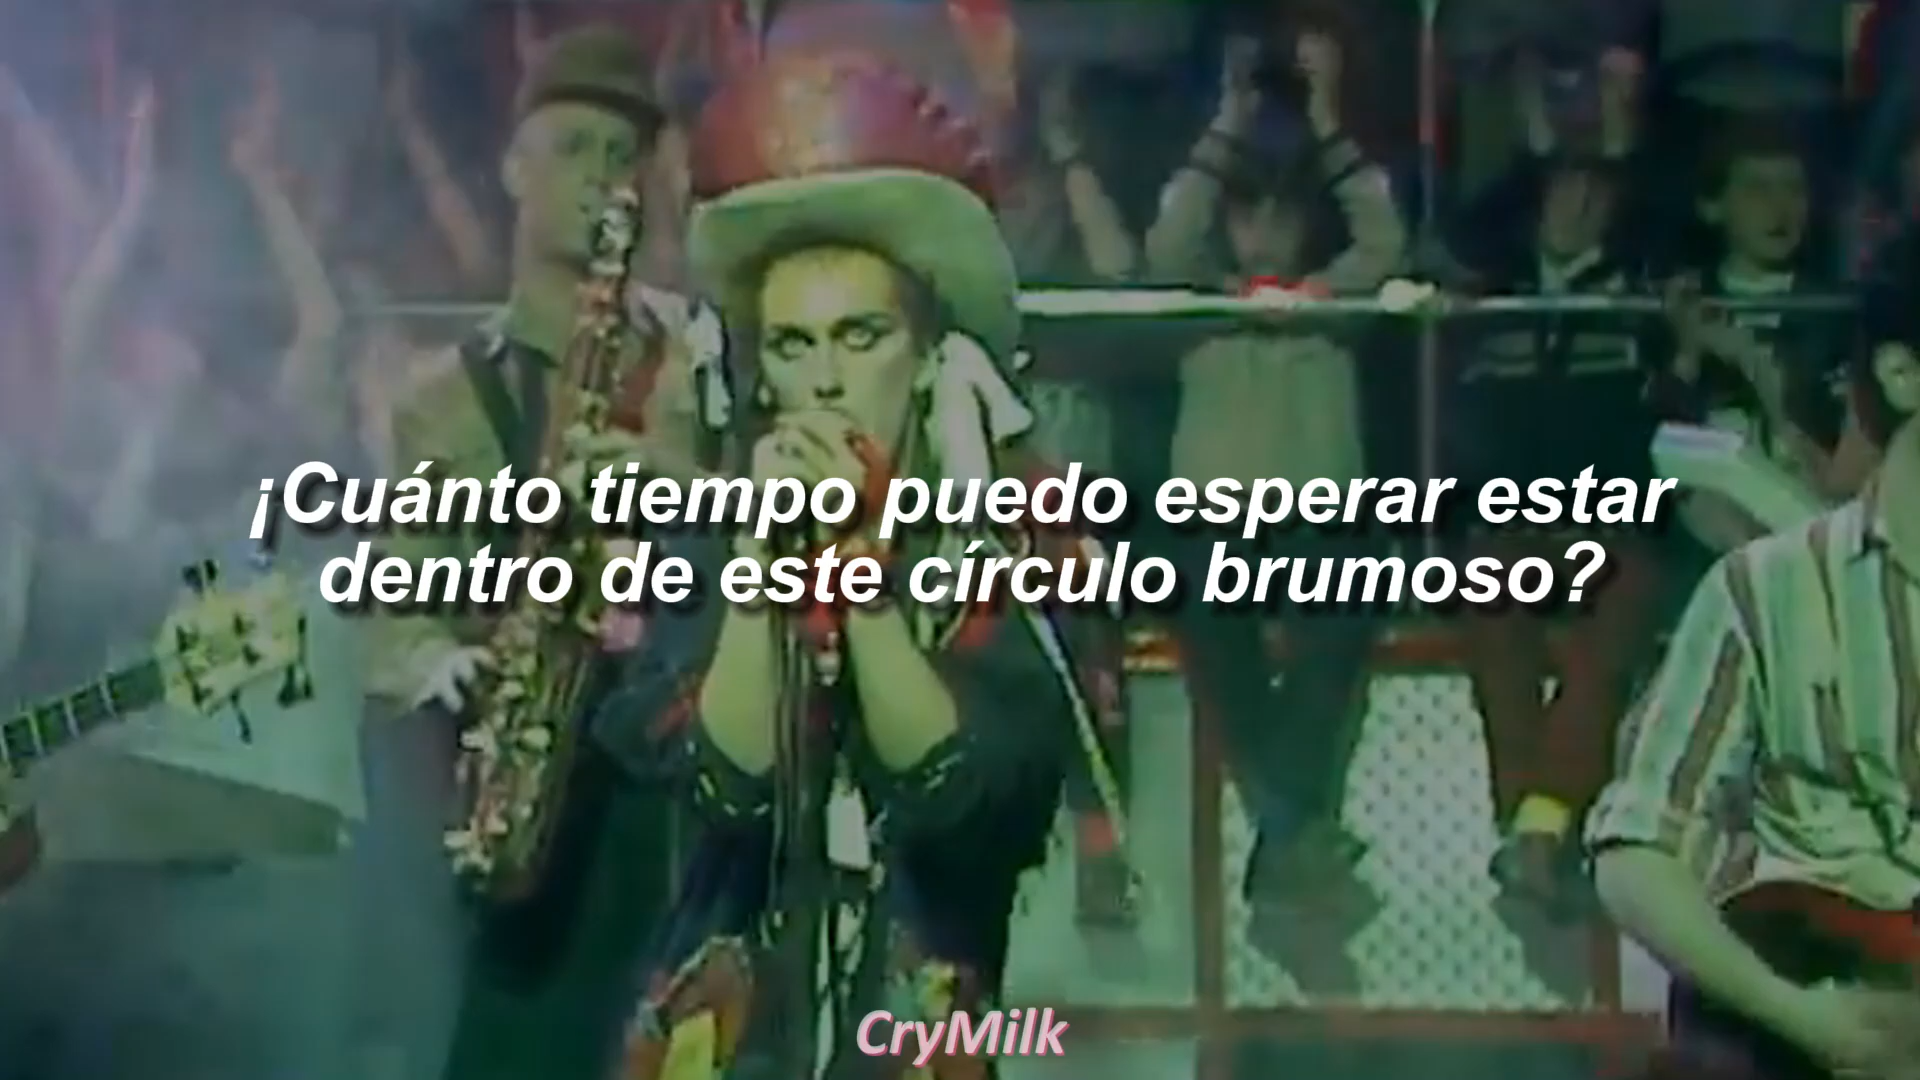 ¡Cuánto tiempo puedo esperar estar
dentro de este círculo brumoso?
CryMilk